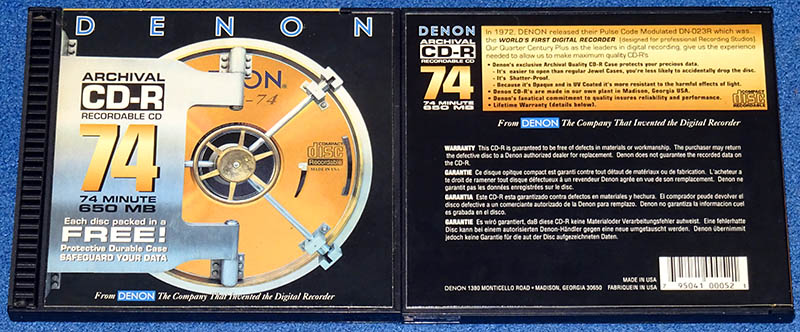 DENON
DENON®
-74
ARCHIVAL
CD-R
RECORDABLE CD
74
74 MINUTE
650 MB
Each disc packed in a
FREE!
Protective Durable Case
SAFEGUARD YOUR DATA
COMPACT
disc
Recordable
MADE IN USA
From DENON The Company That Invented the Digital Recorder
DENON
ARCHIVAL
CD-R
RECORDABLE CD
74
74 MINUTE
650 MB
In 1972, DENON released their Pulse Code Modulated DN-023R which was...
the WORLD'S FIRST DIGITAL RECORDER (designed for professional Recording Studios)
Our Quarter Century Plus as the leaders in digital recording, give us the experience
needed to allow us to make maximum quality CD-R's.
• Denon's exclusive Archival Quality CD-R Case protects your precious data.
- It's easier to open than regular Jewel Cases, you're less likely to accidentally drop the disc.
- It's Shatter-Proof.
- Because it's Opaque and is UV Coated it's more resistant to the harmful effects of light.
• Denon CD-R's are made in our own plant in Madison, Georgia USA.
• Denon's fanatical commitment to quality insures reliability and performance.
• Lifetime Warranty (details below).
COMPACT
disc
Recordable
From DENON The Company That Invented the Digital Recorder
WARRANTY This CD-R is guaranteed to be free of defects in materials or workmanship. The purchaser may return
the defective disc to a Denon authorized dealer for replacement. Denon does not guarantee the recorded data on
the CD-R.
GARANTIE Ce disque optique compact est garanti contre tout détaut de matériaux ou de fabrication. L'acheteur a
le droit de ramener tout disque défectueux á un revendeur Denon agrée en vue de son remplacement. Denon ne
garantit pas les données enregistrées sur le disc.
GARANTIA Este CD-R esta garantizado contra defectos en materiales y hechura. El comprador puede devolver el
disco defective a un comerciante autorizado de Denon para remplazo. Denon no garantiza la informacion cuel
es grabada en el disco.
GARANTIE Es wiró garantiert, daß diese CD-R keine Materialoder Verarbeitungsfehler autweist. Eine fehlerhafte
Disc kann bei einem autorisierten Denon-Händler gegen eine neue umgetauscht werden. Denon übernimmt
jedoch keine Garantie für die aut der Disc aufgezeichneten Daten.
MADE IN USA
DENON 1380 MONTICELLO ROAD • MADISON, GEORGIA 30650 FABRIQUE IN USA
7 95041 00052 1